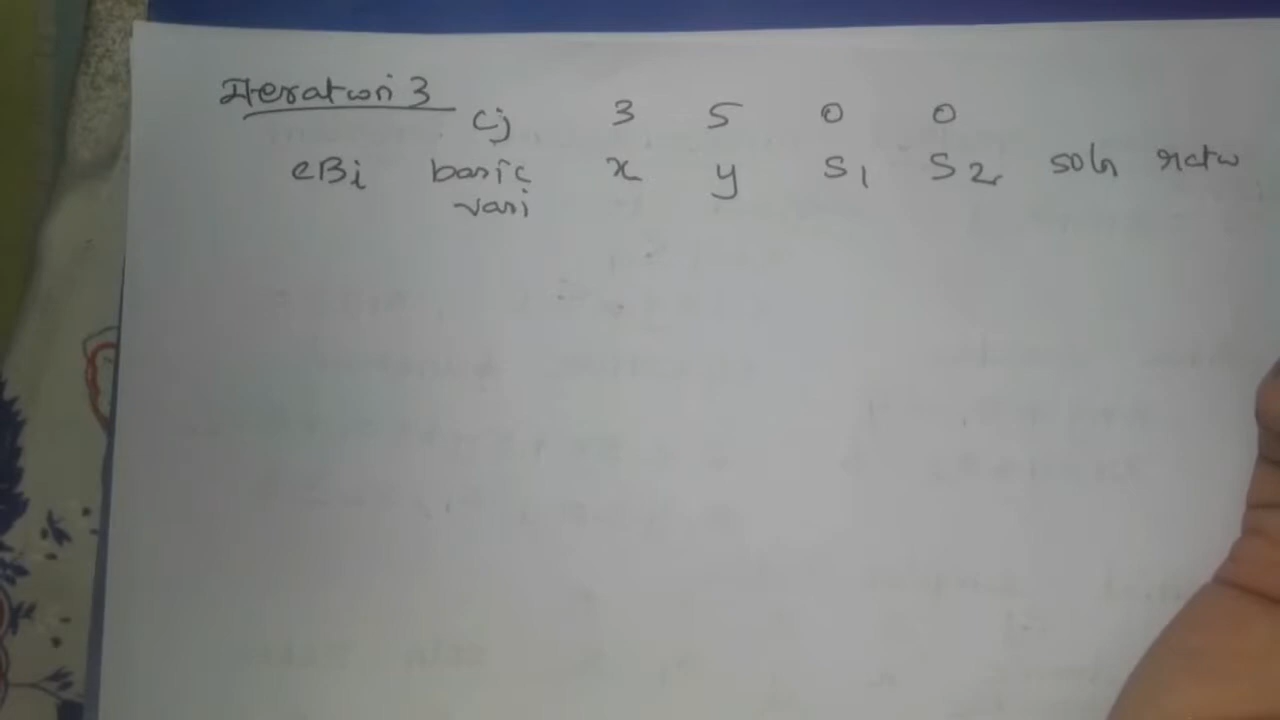 Iteration 3
Cj 3 5 0 0
CBi basic x y S1 S2 soln ratio
vari